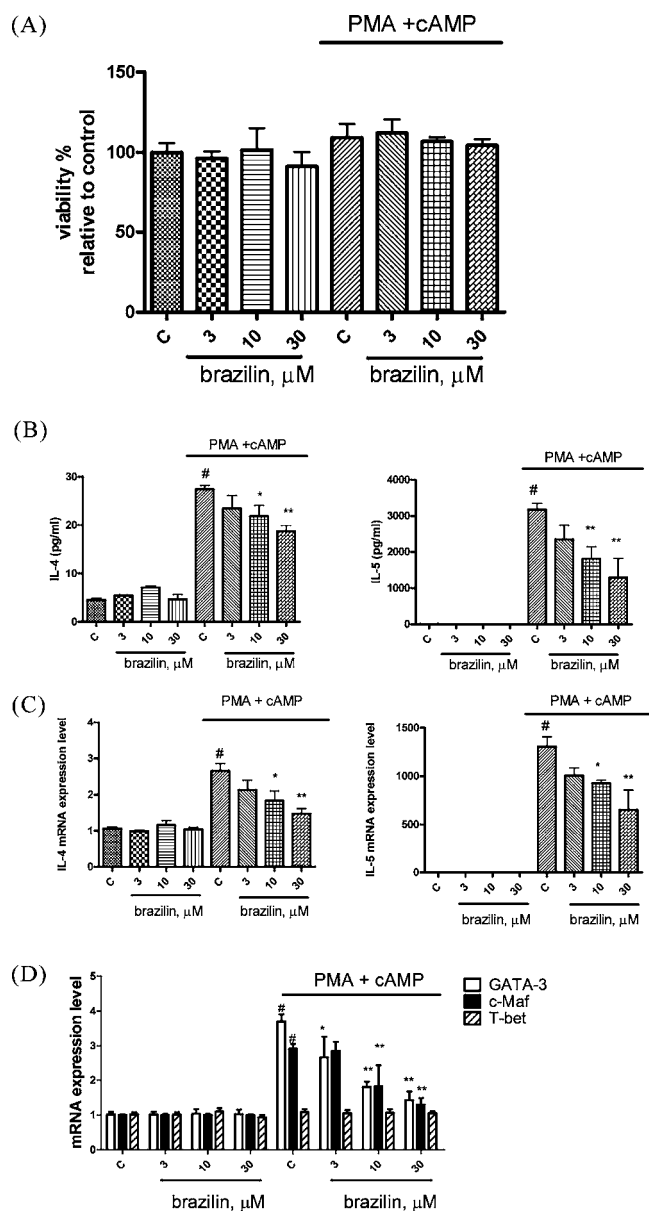 (A)
PMA +cAMP
viability %
relative to control
150
100
50
0
C 3 10 30 C 3 10 30
brazilin, μM brazilin, μM
(B)
PMA +cAMP PMA +cAMP
IL-4 (pg/ml)
30
20
10
0
# * **
C 3 10 30 C 3 10 30
brazilin, μM brazilin, μM
IL-5 (pg/ml)
4000
3000
2000
1000
0
# ** **
C 3 10 30 C 3 10 30
brazilin, μM brazilin, μM
(C)
PMA + cAMP PMA + cAMP
IL-4 mRNA expression level
4
3
2
1
0
# * **
C 3 10 30 C 3 10 30
brazilin, μM brazilin, μM
IL-5 mRNA expression level
1500
1000
500
0
# * **
C 3 10 30 C 3 10 30
brazilin, μM brazilin, μM
(D)
PMA + cAMP
GATA-3
c-Maf
T-bet
mRNA expression level
5
4
3
2
1
0
# # * ** ** ** **
C 3 10 30 C 3 10 30
brazilin, μM brazilin, μM